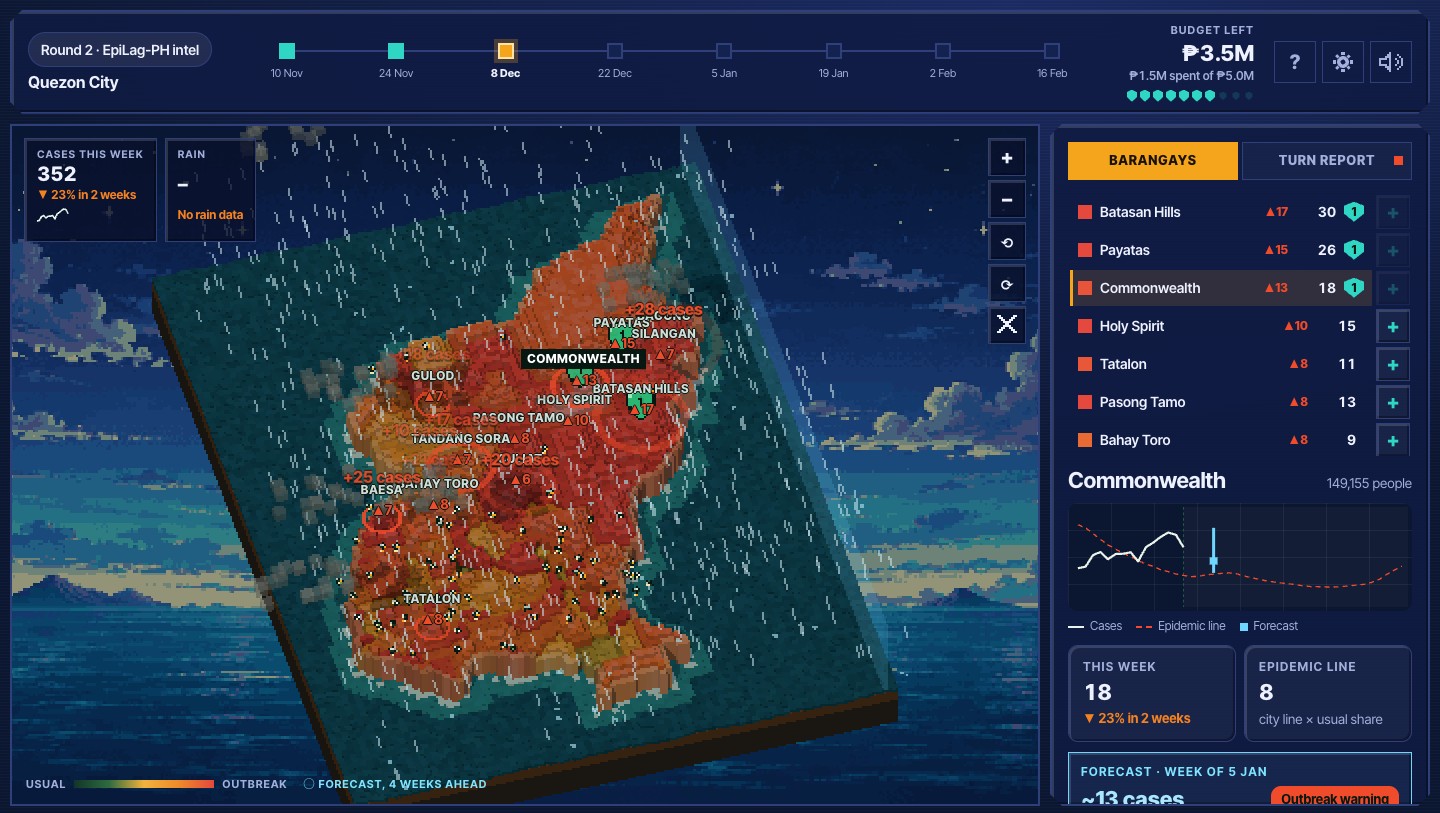 Round 2 · EpiLag-PH intel
Quezon City
10 Nov
24 Nov
8 Dec
22 Dec
5 Jan
19 Jan
2 Feb
16 Feb
BUDGET LEFT
₱3.5M
₱1.5M spent of ₱5.0M
?
CASES THIS WEEK
352
▼ 23% in 2 weeks
RAIN
–
No rain data
+
−
⟲
⟳
+28 cases
PAYATAS
SILANGAN
▲15
▲7
COMMONWEALTH
GULOD
▲13
BATASAN HILLS
▲7
HOLY SPIRIT
▲17
PASONG TAMO
▲10
TANDANG SORA
▲8
▲7
▲6
+25 cases
BAESA
BAHAY TORO
▲7
▲8
TATALON
▲8
USUAL
OUTBREAK
FORECAST, 4 WEEKS AHEAD
BARANGAYS
TURN REPORT
Batasan Hills ▲17 30 1 +
Payatas ▲15 26 1 +
Commonwealth ▲13 18 1 +
Holy Spirit ▲10 15 +
Tatalon ▲8 11 +
Pasong Tamo ▲8 13 +
Bahay Toro ▲8 9 +
Commonwealth
149,155 people
Cases
Epidemic line
Forecast
THIS WEEK
18
▼ 23% in 2 weeks
EPIDEMIC LINE
8
city line × usual share
FORECAST · WEEK OF 5 JAN
~13 cases
Outbreak warning